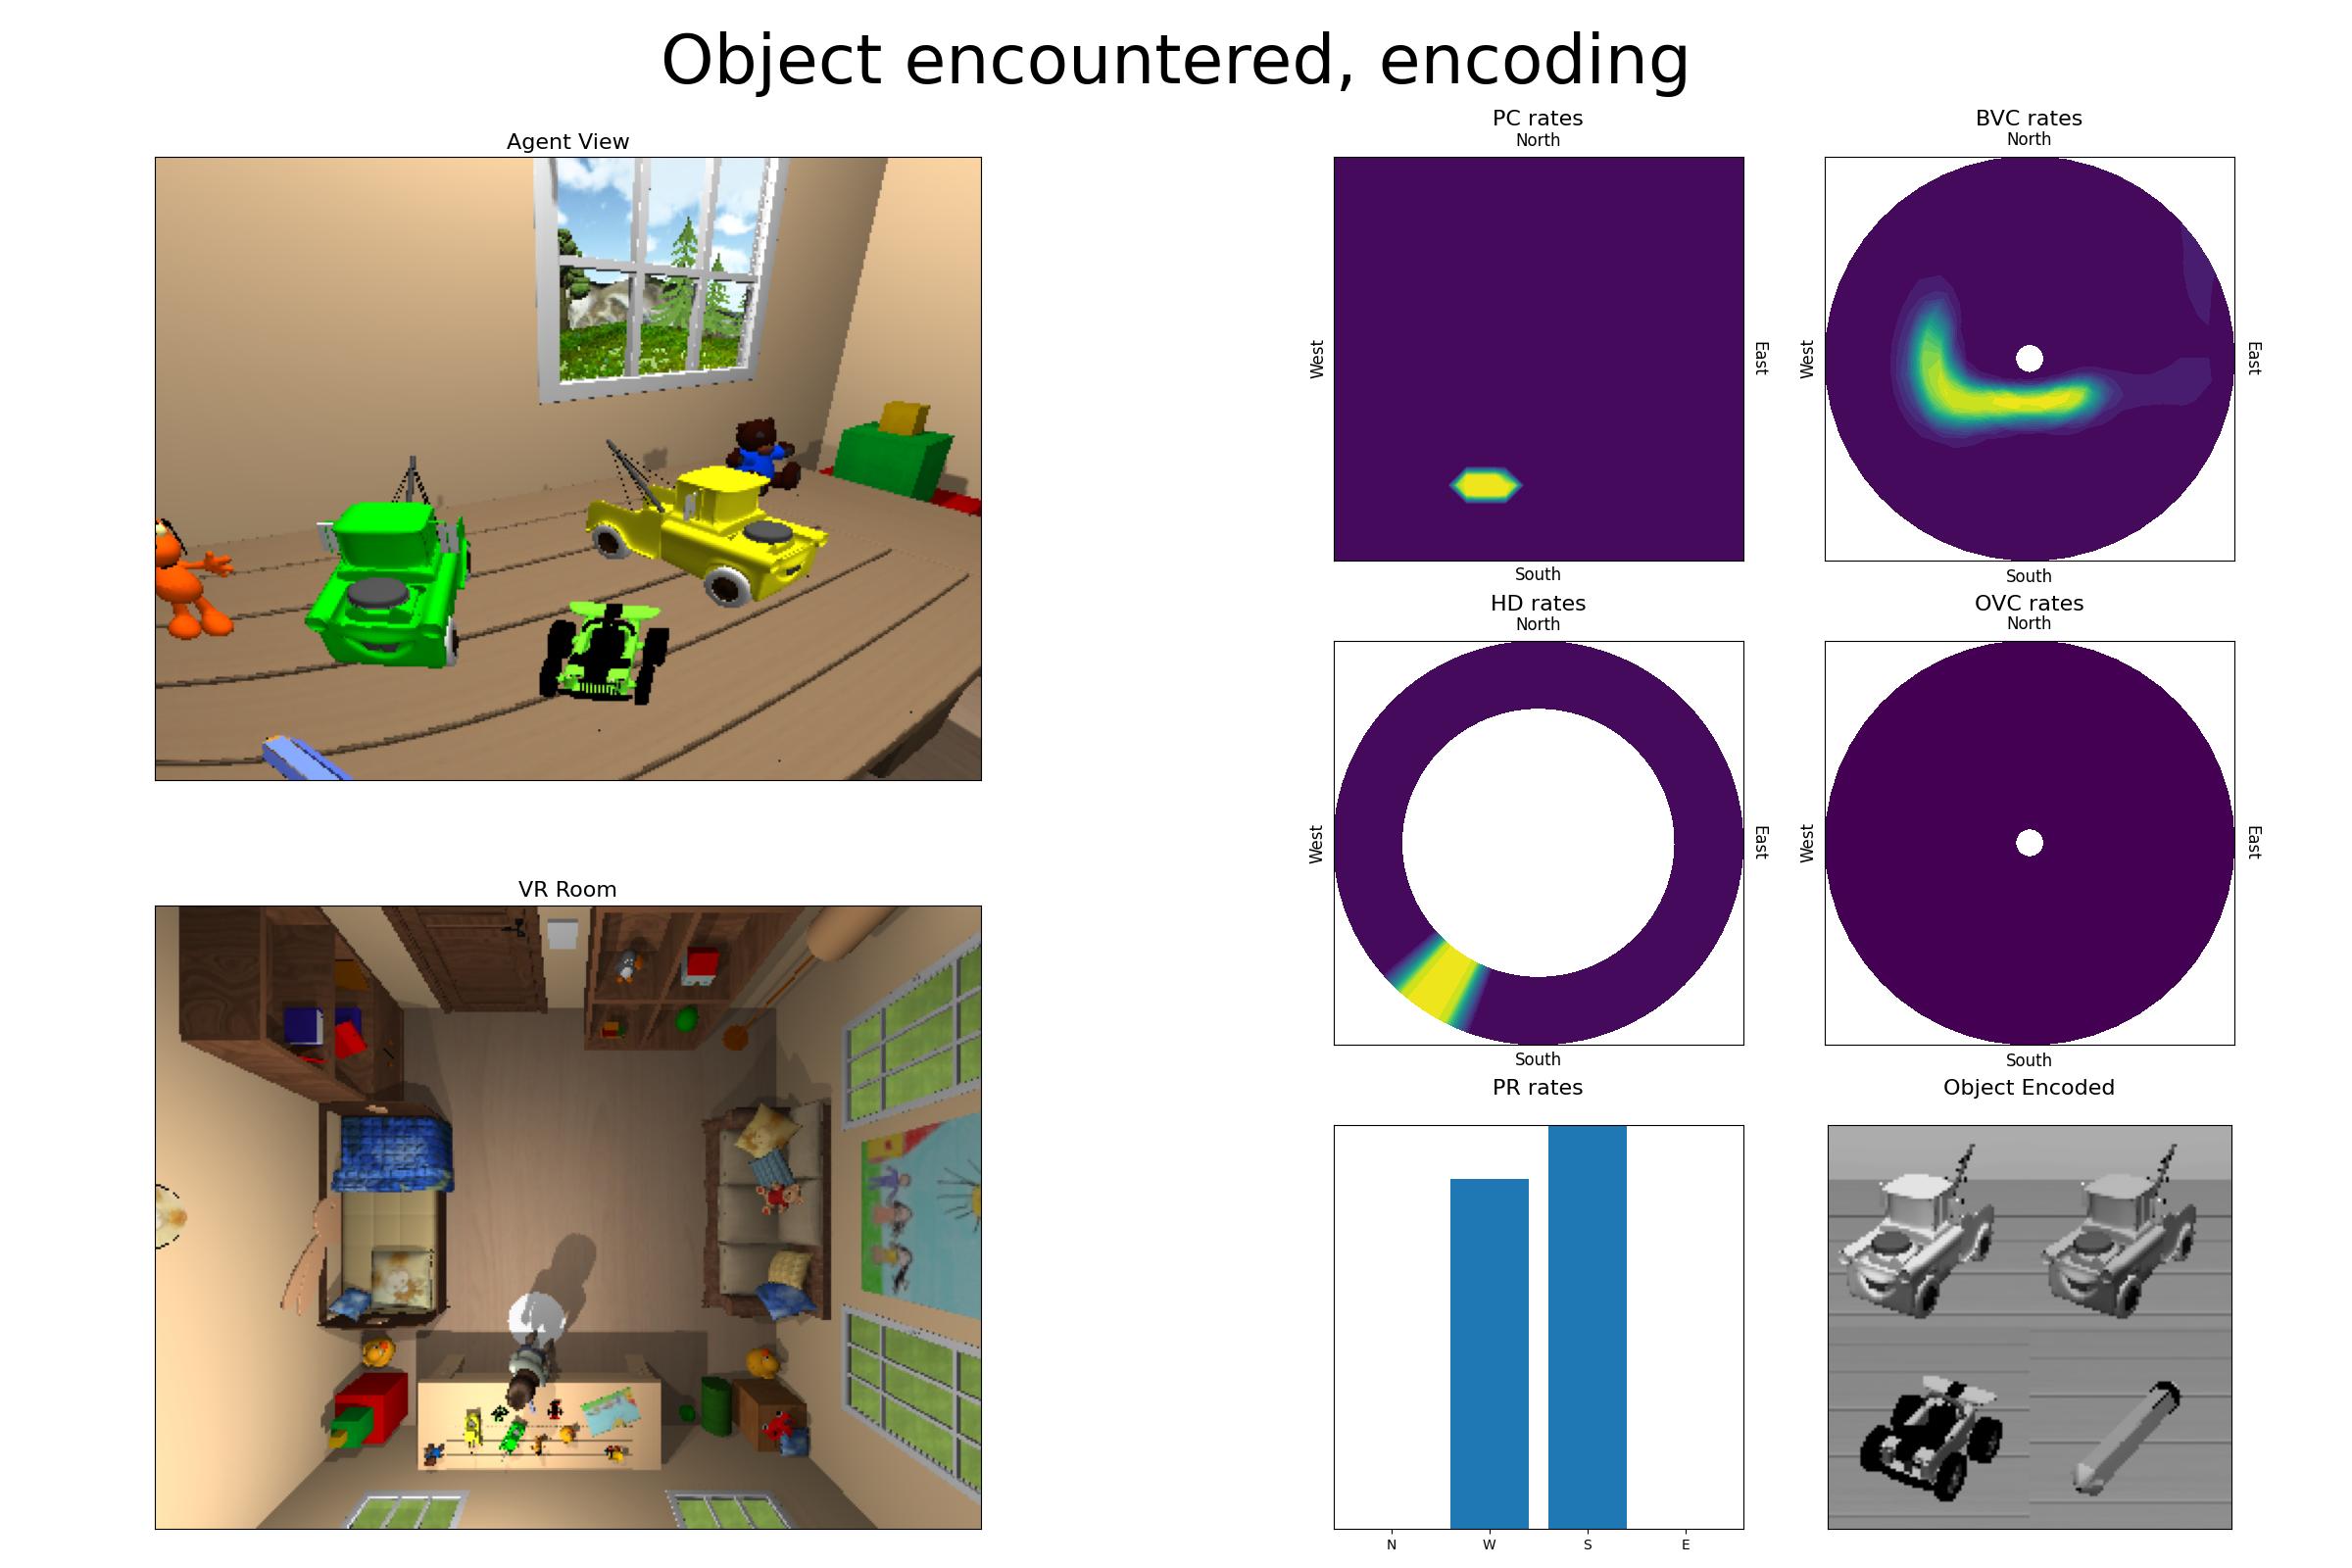 Object encountered, encoding
Agent View
PC rates
North
West
East
South
BVC rates
North
West
East
South
HD rates
North
West
East
South
OVC rates
North
West
East
South
VR Room
PR rates
N W S E
Object Encoded